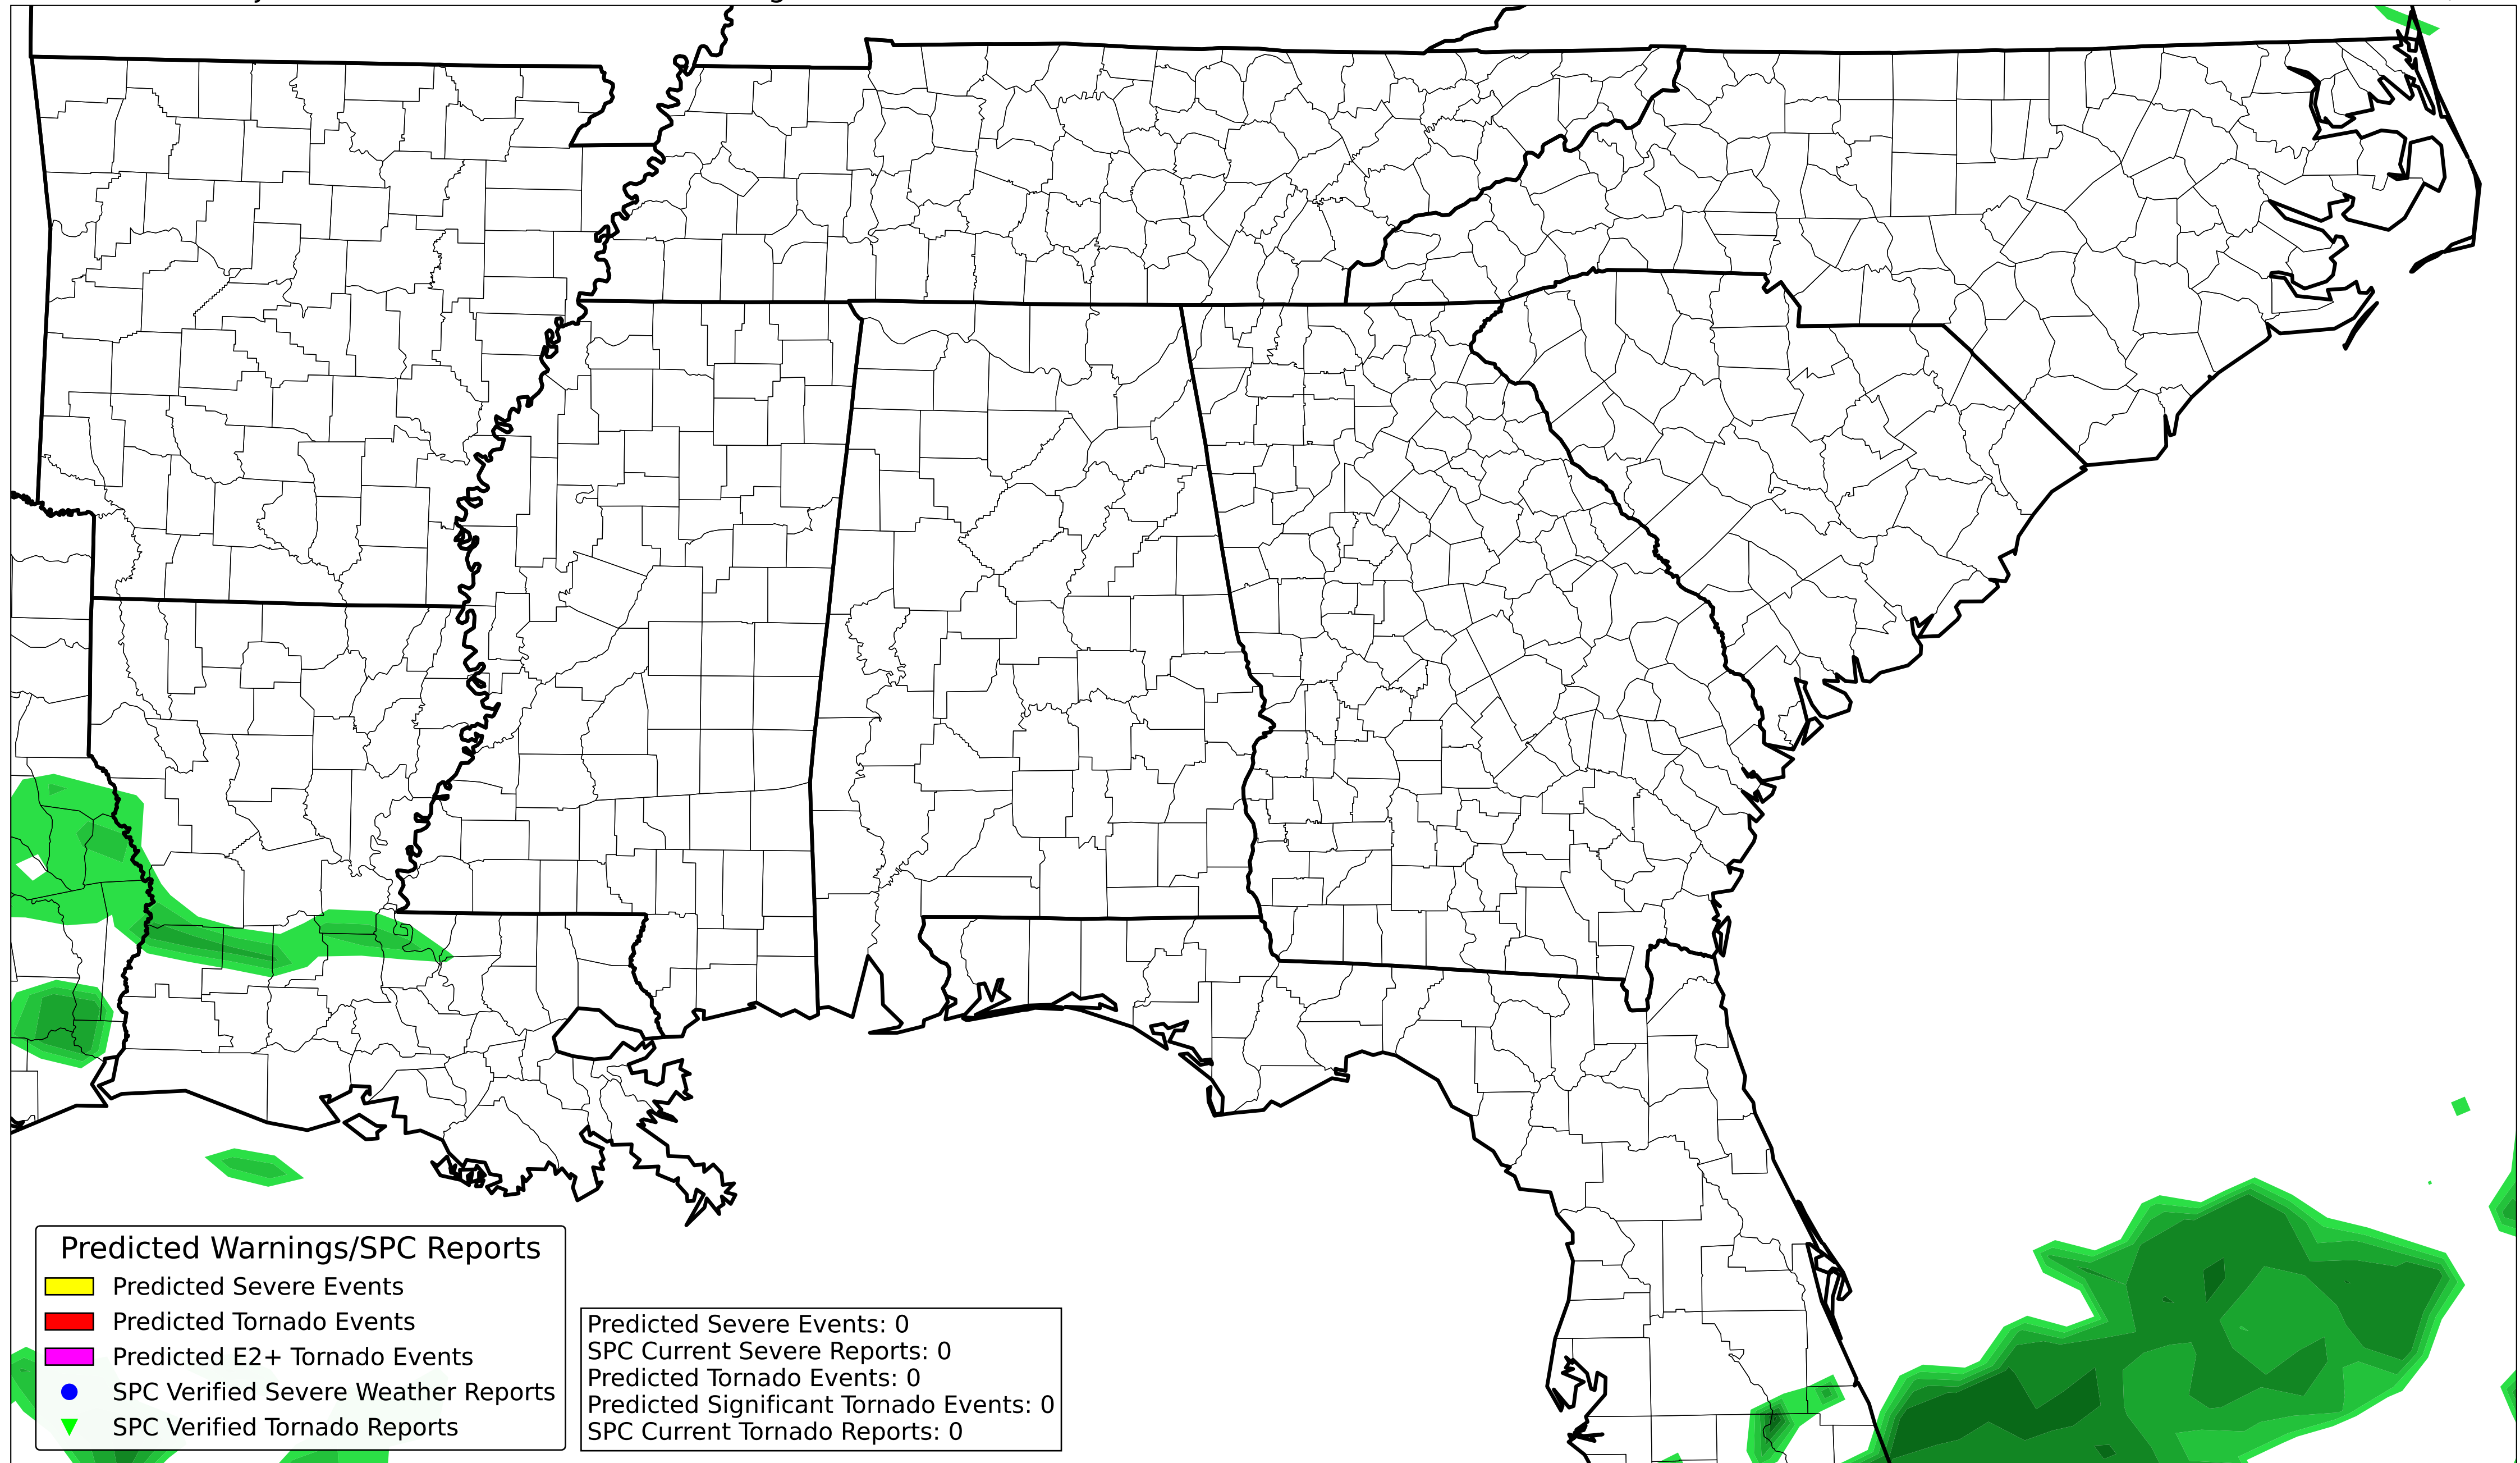 Predicted Warnings/SPC Reports
Predicted Severe Events
Predicted Tornado Events
Predicted E2+ Tornado Events
SPC Verified Severe Weather Reports
SPC Verified Tornado Reports
Predicted Severe Events: 0
SPC Current Severe Reports: 0
Predicted Tornado Events: 0
Predicted Significant Tornado Events: 0
SPC Current Tornado Reports: 0